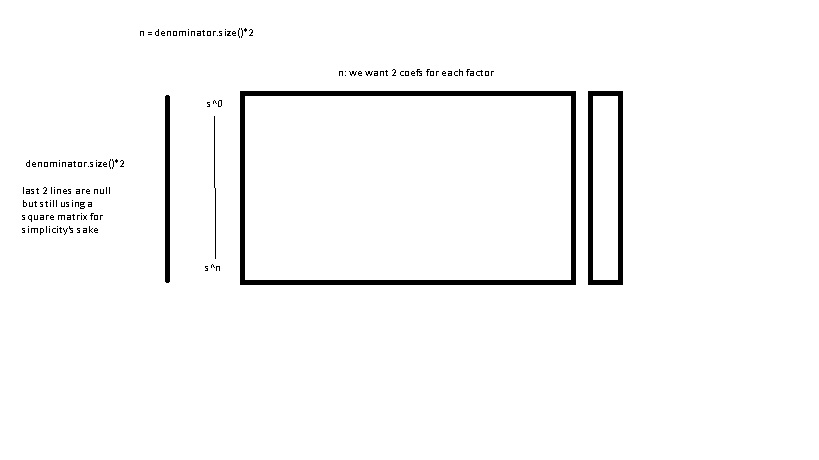 n = denominator.size()*2
n: we want 2 coefs for each factor
s^0
denominator.size()*2
last 2 lines are null
but still using a
square matrix for
simplicity's sake
s^n